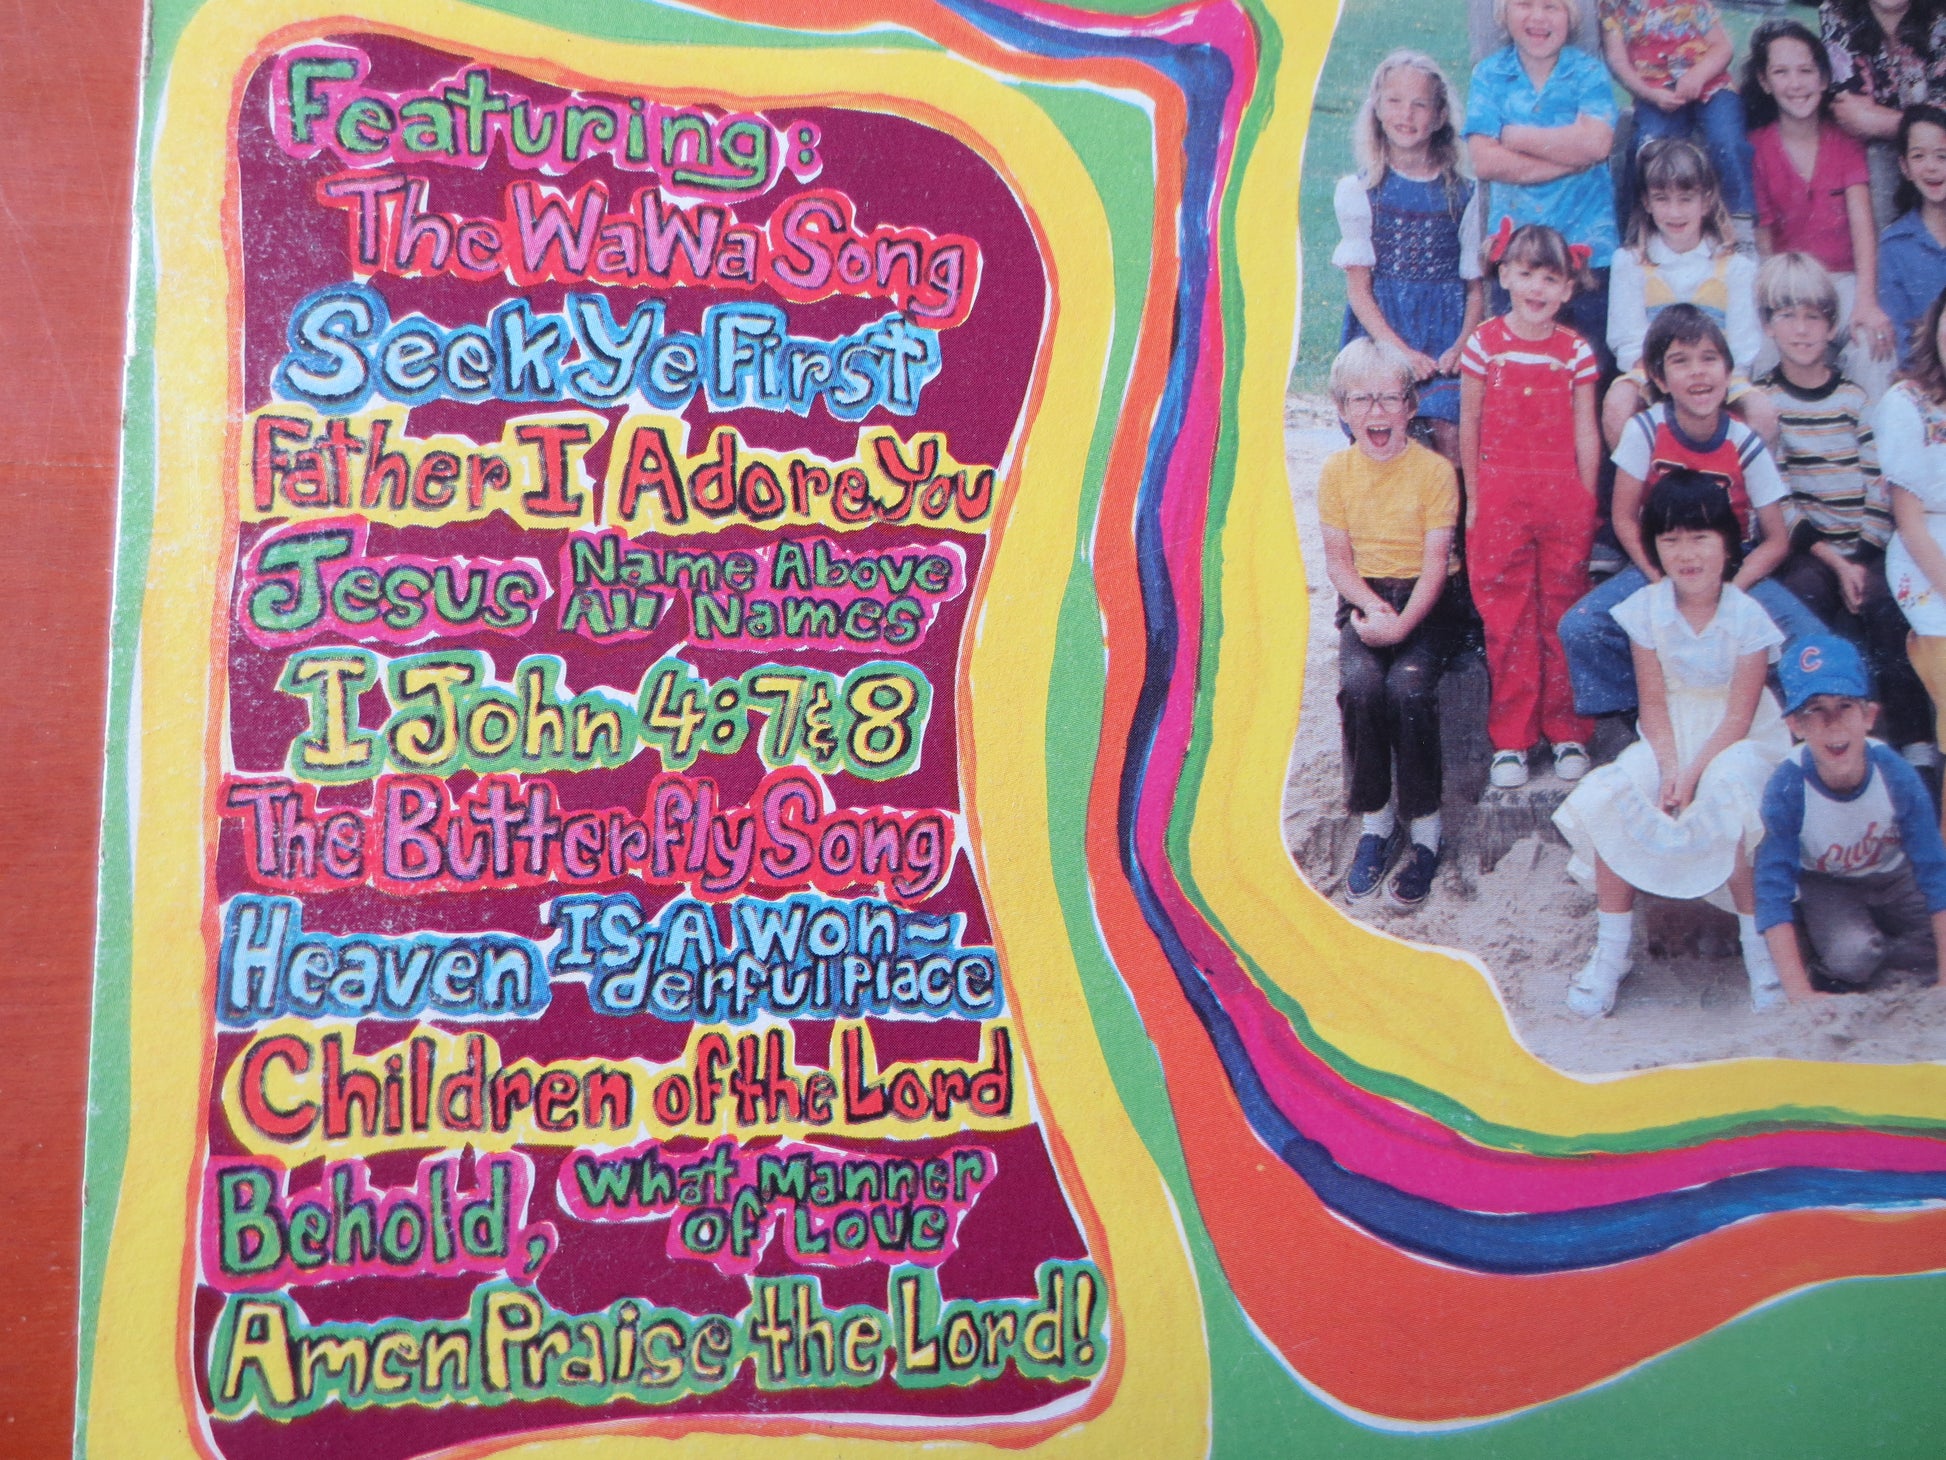 Featuring:
The WaWa Song
Seek Ye First
Father I Adore You
Jesus Name Above
All Names
I John 4:7&8
The Butterfly Song
Heaven Is A Won-
derful Place
Children of the Lord
Behold, What Manner
Of Love
Amen Praise the Lord!
C
Cubs